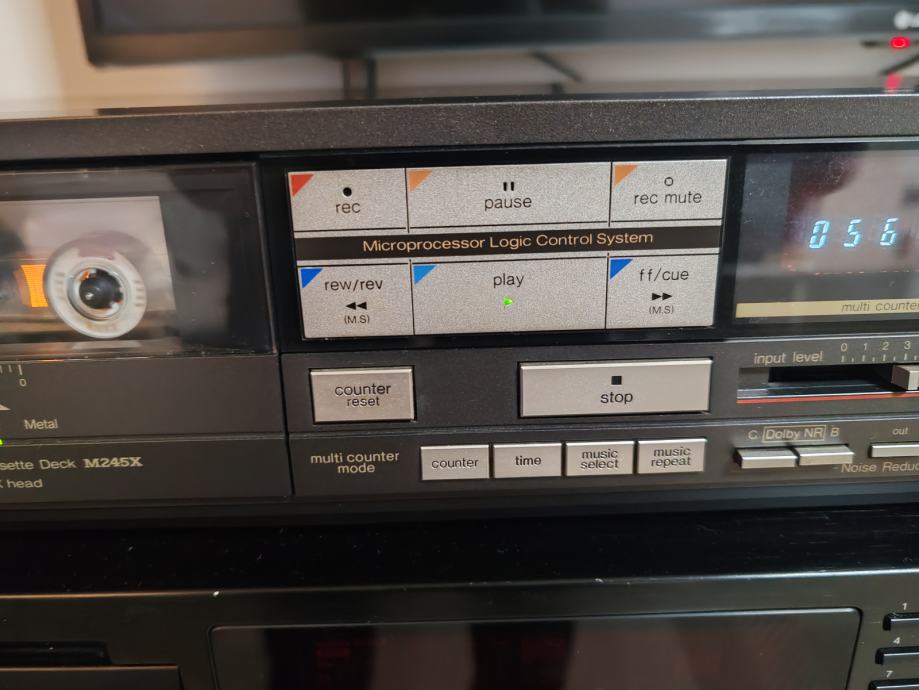 rec
pause
rec mute
Microprocessor Logic Control System
rew/rev
(M.S)
play
ff/cue
(M.S)
056
multi counter
input level
0 1 2 3
counter
reset
stop
0
Metal
sette Deck M245X
head
multi counter
mode
counter
time
music
select
music
repeat
C Dolby NR B
out
Noise Reduc
1
4
7